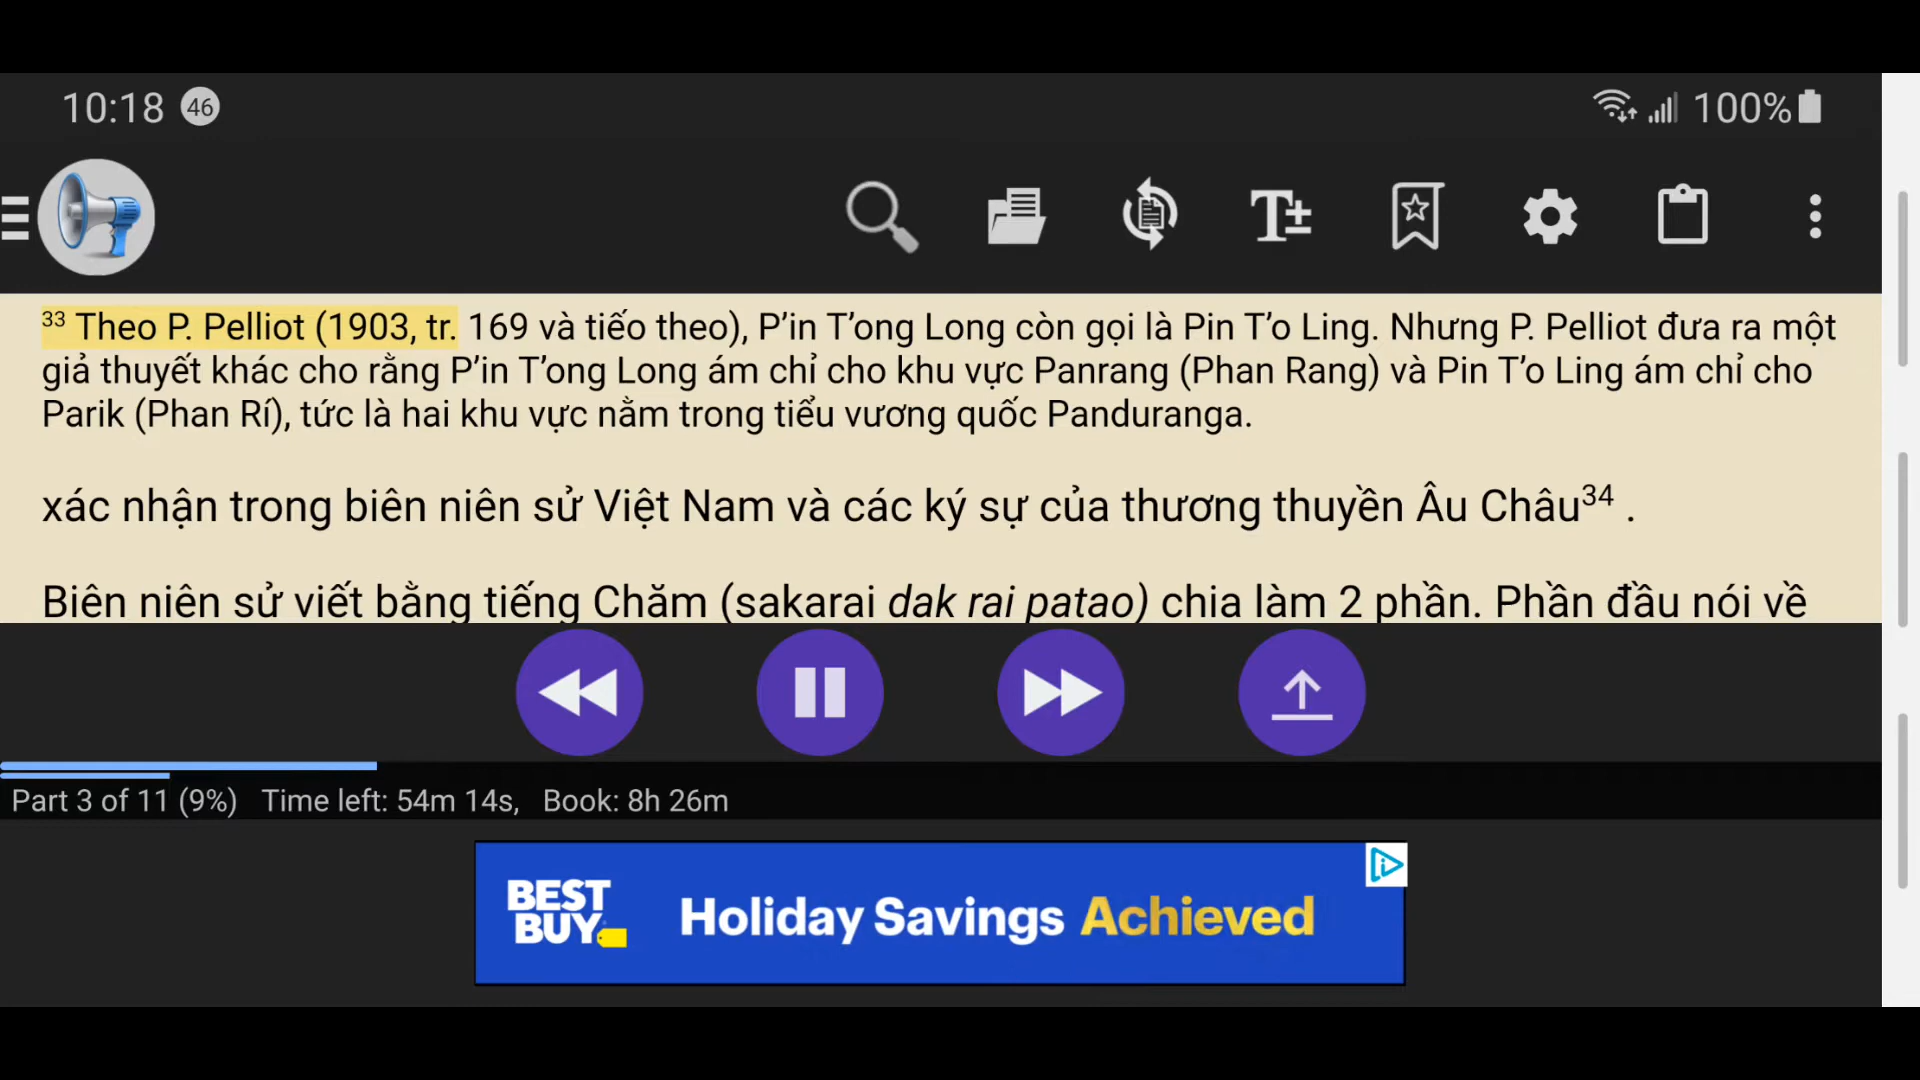 10:18 46 100%
T±
33 Theo P. Pelliot (1903, tr. 169 và tiếo theo), P’in T’ong Long còn gọi là Pin T’o Ling. Nhưng P. Pelliot đưa ra một
giả thuyết khác cho rằng P’in T’ong Long ám chỉ cho khu vực Panrang (Phan Rang) và Pin T’o Ling ám chỉ cho
Parik (Phan Rí), tức là hai khu vực nằm trong tiểu vương quốc Panduranga.
xác nhận trong biên niên sử Việt Nam và các ký sự của thương thuyền Âu Châu34 .
Biên niên sử viết bằng tiếng Chăm (sakarai dak rai patao) chia làm 2 phần. Phần đầu nói về
Part 3 of 11 (9%) Time left: 54m 14s, Book: 8h 26m
BEST
BUY
Holiday Savings Achieved